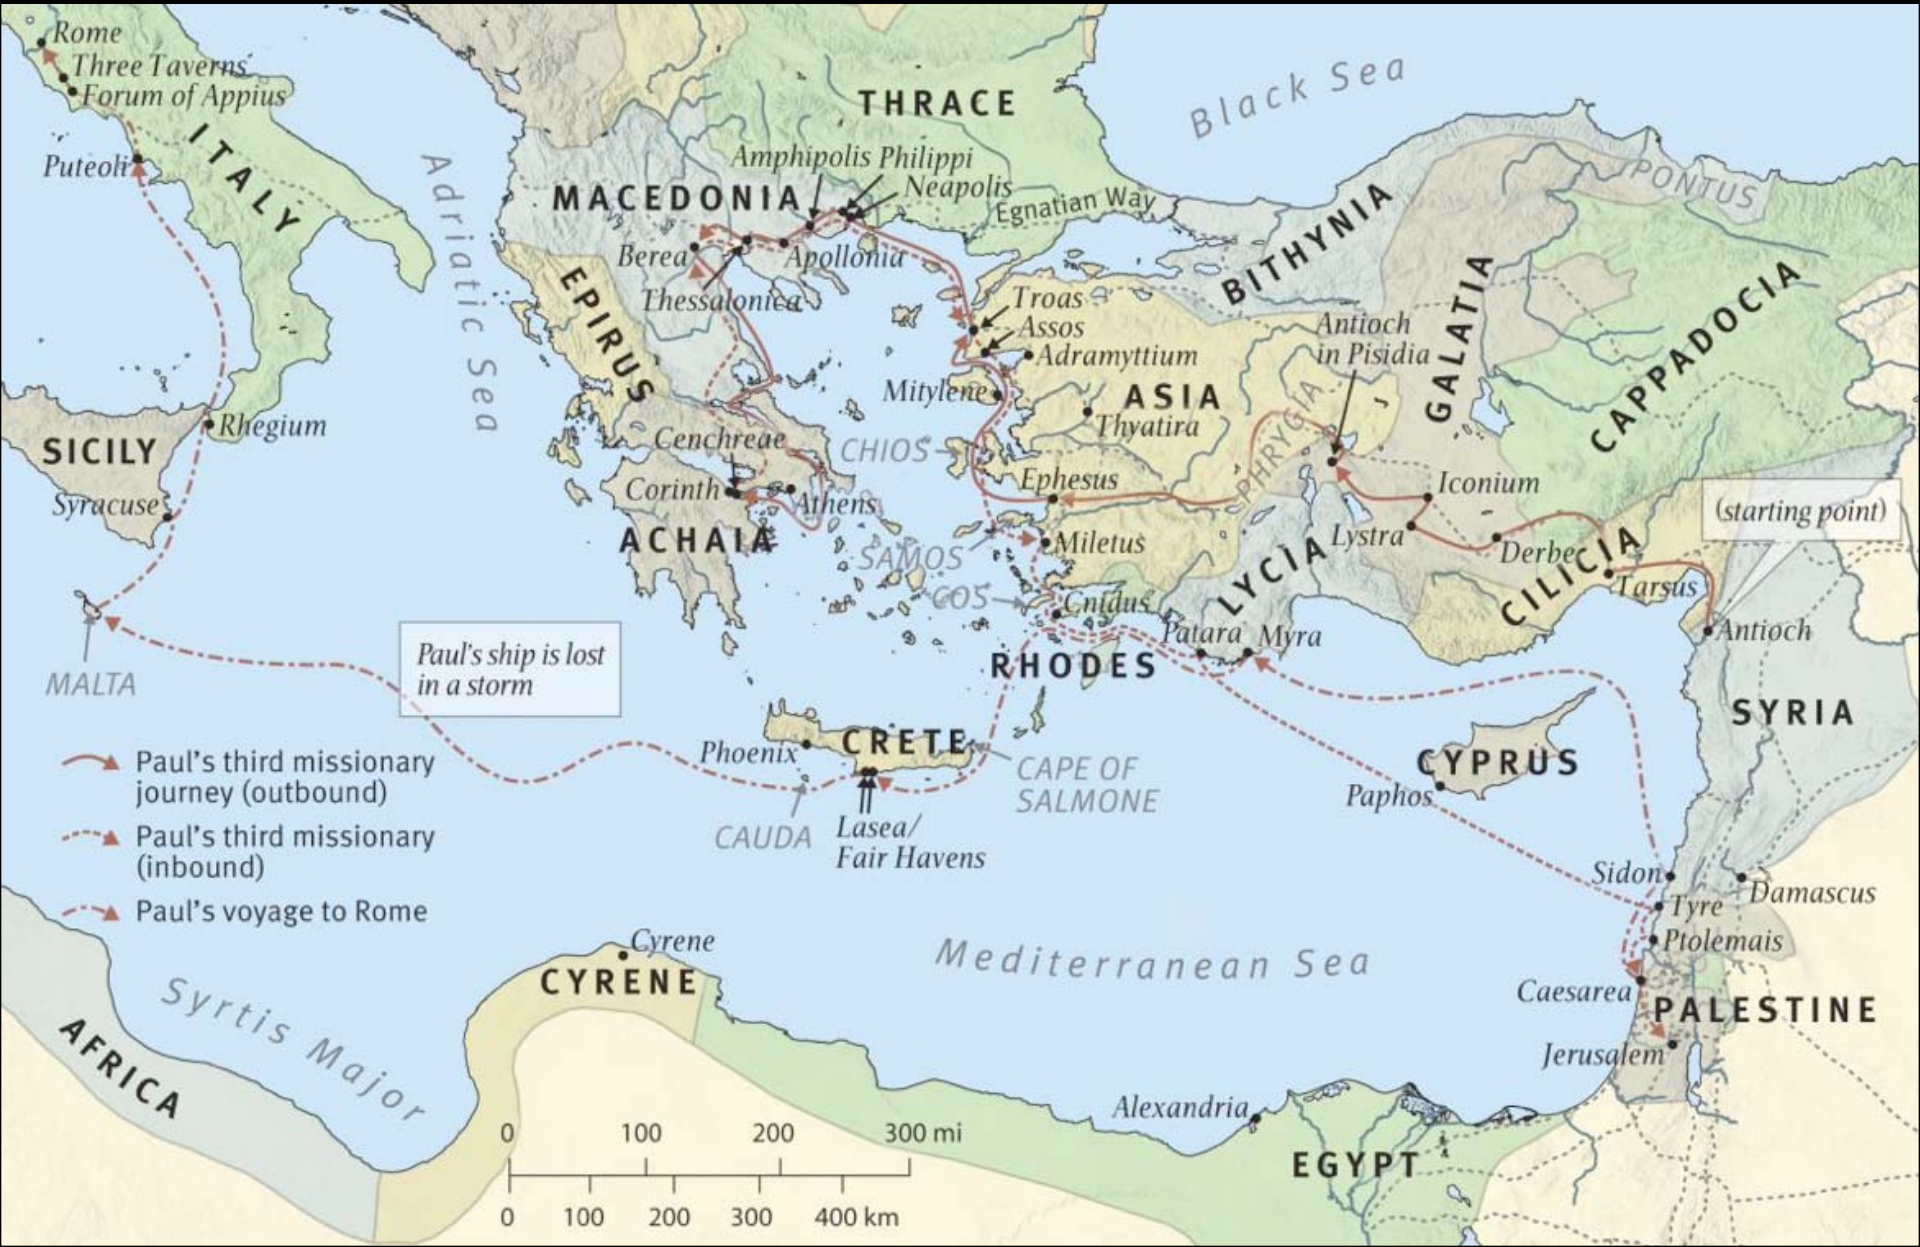 Rome
Three Taverns
Forum of Appius
ITALY
Puteoli
Adriatic Sea
THRACE
Black Sea
Amphipolis Philippi
Neapolis
MACEDONIA
Egnatian Way
PONTUS
BITHYNIA
Berea
Apollonia
Thessalonica
EPIRUS
Troas
Assos
Adramyttium
Antioch
in Pisidia
GALATIA
CAPPADOCIA
Mitylene
ASIA
Thyatira
PHRYGIA
Rhegium
SICILY
Syracuse
Cenchreae
CHIOS
Corinth
Athens
ACHAIA
Ephesus
Iconium
(starting point)
SAMOS
Miletus
LYCIA
Lystra
Derbe
CILICIA
Tarsus
COS
Cnidus
Antioch
Patara
Myra
RHODES
MALTA
Paul's ship is lost
in a storm
SYRIA
Phoenix
CRETE
CAPE OF
SALMONE
CYPRUS
Paphos
CAUDA
Lasea/
Fair Havens
Paul's third missionary
journey (outbound)
Paul's third missionary
(inbound)
Paul's voyage to Rome
Sidon
Damascus
Tyre
Ptolemais
Cyrene
CYRENE
Mediterranean Sea
Caesarea
PALESTINE
Jerusalem
Syrtis Major
AFRICA
Alexandria
EGYPT
0 100 200 300 mi
0 100 200 300 400 km